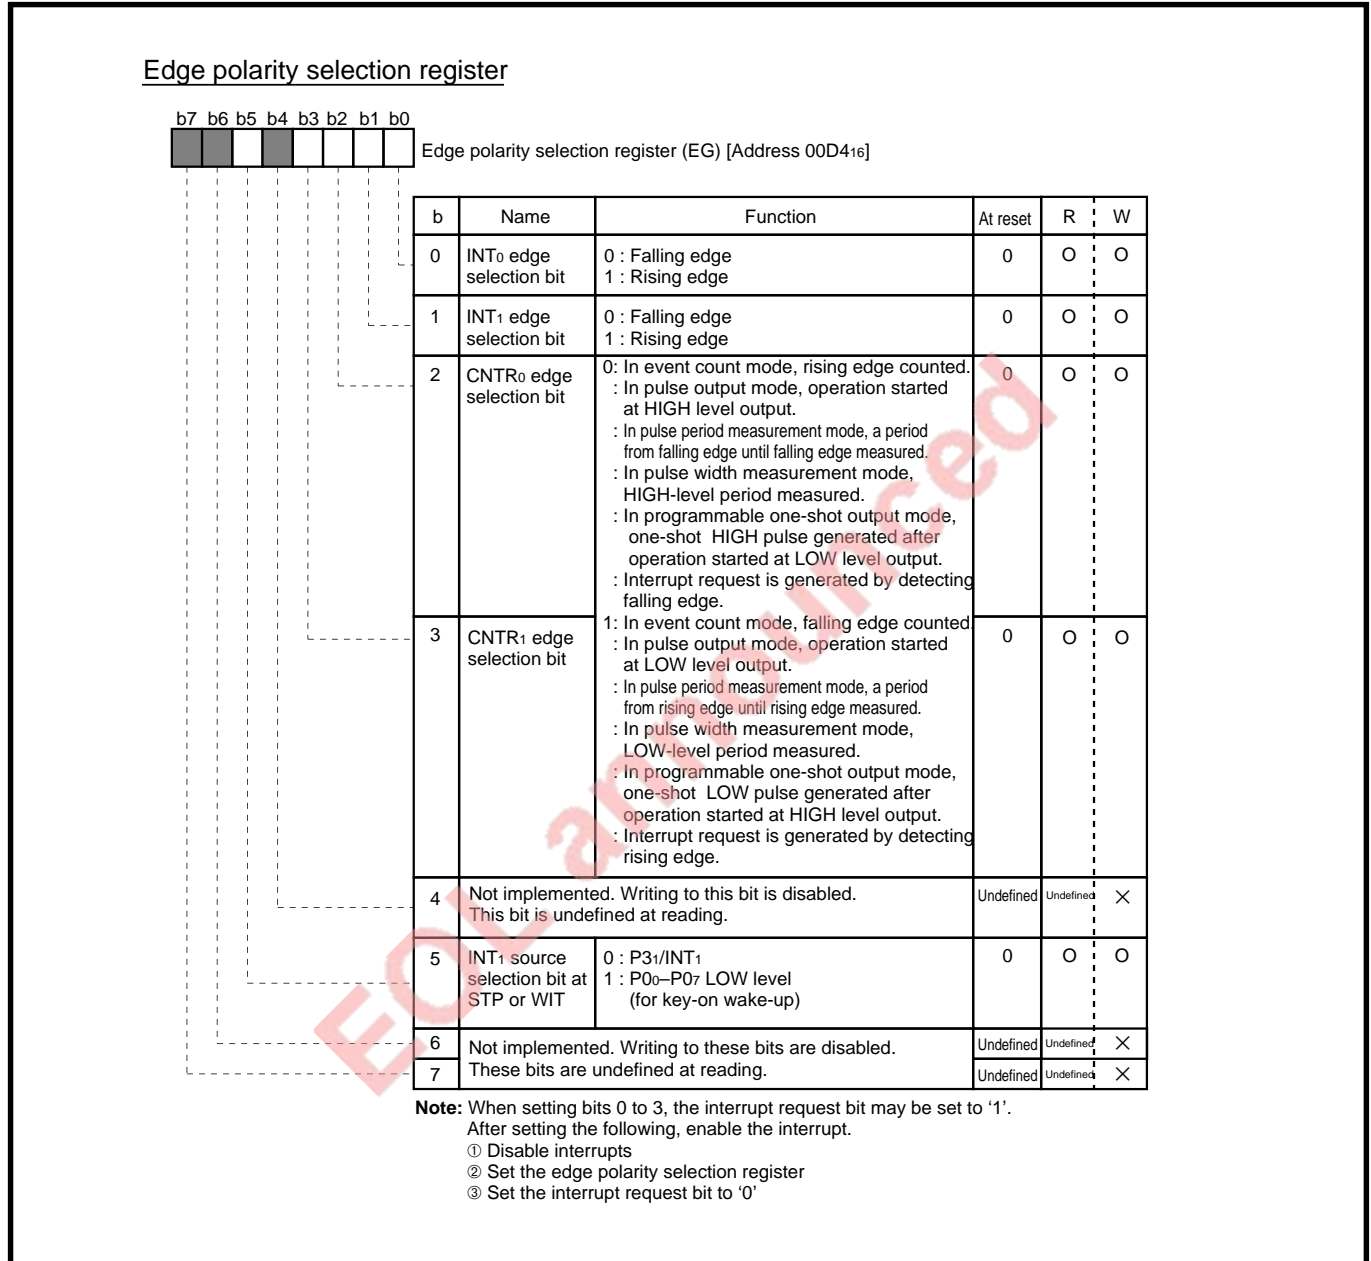 Edge polarity selection register
b7 b6 b5 b4 b3 b2 b1 b0
Edge polarity selection register (EG) [Address 00D4₁₆]
b Name Function At reset R W
0 INT₀ edge selection bit 0 : Falling edge 0 O O
1 : Rising edge
1 INT₁ edge selection bit 0 : Falling edge 0 O O
1 : Rising edge
2 CNTR₀ edge selection bit 0: In event count mode, rising edge counted. 0 O O
: In pulse output mode, operation started
at HIGH level output.
: In pulse period measurement mode, a period
from falling edge until falling edge measured.
: In pulse width measurement mode,
HIGH-level period measured.
: In programmable one-shot output mode,
one-shot HIGH pulse generated after
operation started at LOW level output.
: Interrupt request is generated by detecting
falling edge.
3 CNTR₁ edge selection bit 1: In event count mode, falling edge counted. 0 O O
: In pulse output mode, operation started
at LOW level output.
: In pulse period measurement mode, a period
from rising edge until rising edge measured.
: In pulse width measurement mode,
LOW-level period measured.
: In programmable one-shot output mode,
one-shot LOW pulse generated after
operation started at HIGH level output.
: Interrupt request is generated by detecting
rising edge.
4 Not implemented. Writing to this bit is disabled. Undefined Undefined ×
This bit is undefined at reading.
5 INT₁ source selection bit at STP or WIT 0 : P3₁/INT₁ 0 O O
1 : P0₀–P0₇ LOW level
(for key-on wake-up)
6 Not implemented. Writing to these bits are disabled. Undefined Undefined ×
7 These bits are undefined at reading. Undefined Undefined ×
Note: When setting bits 0 to 3, the interrupt request bit may be set to ‘1’.
After setting the following, enable the interrupt.
① Disable interrupts
② Set the edge polarity selection register
③ Set the interrupt request bit to ‘0’
EOL announced